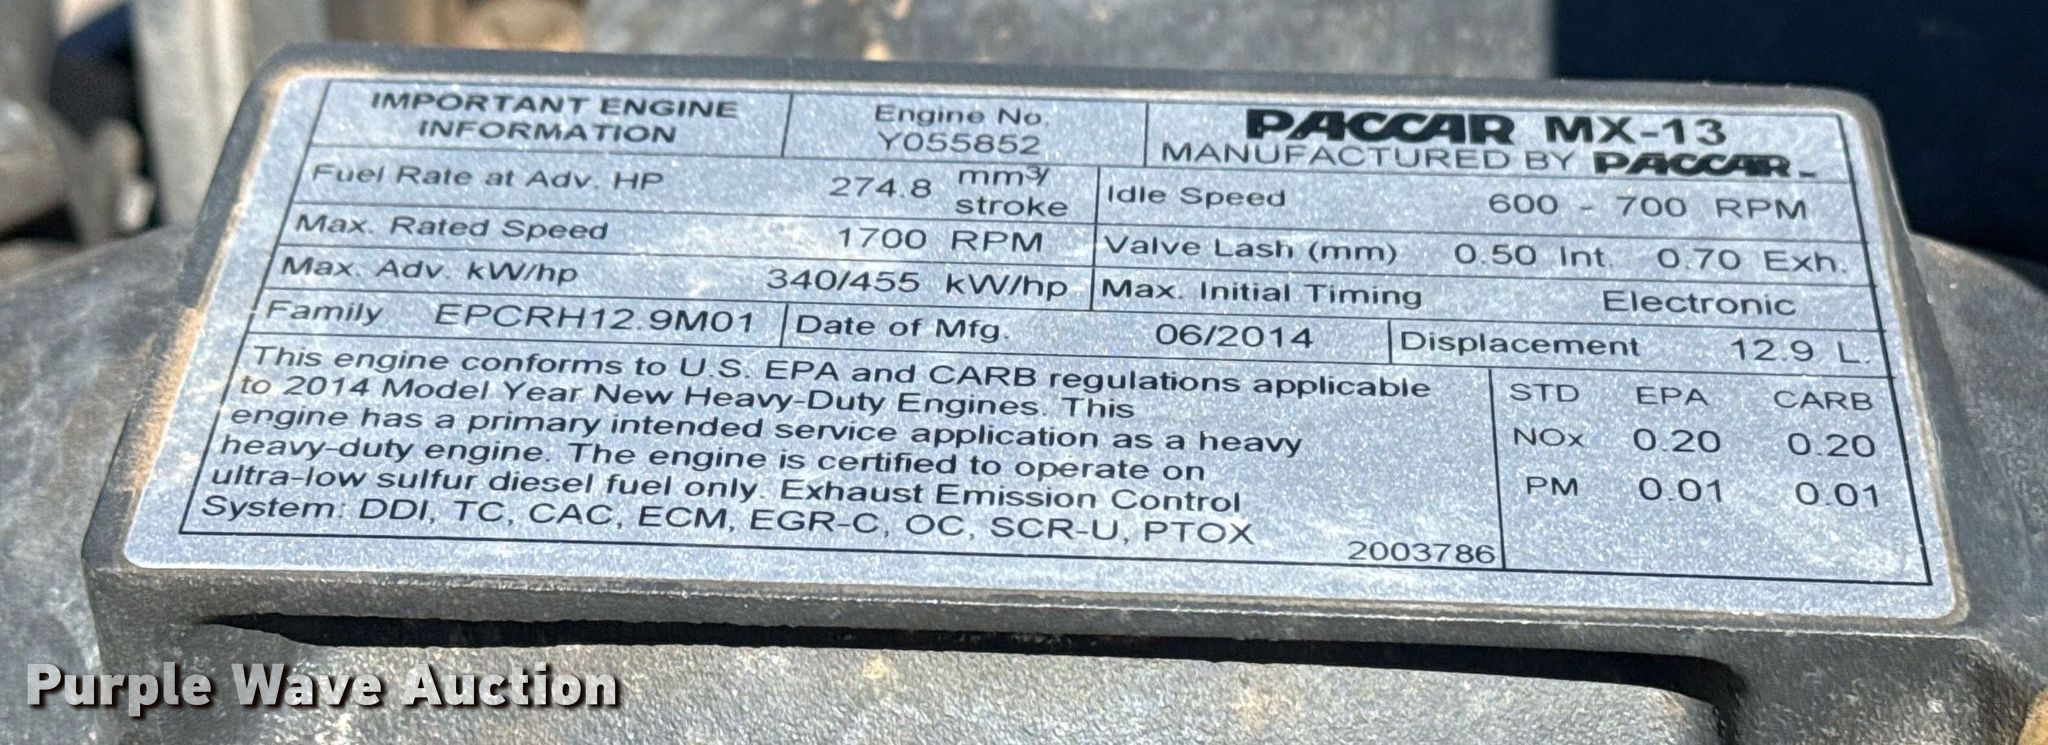 IMPORTANT ENGINE
INFORMATION
Engine No.
Y055852
PACCAR MX-13
MANUFACTURED BY PACCAR
Fuel Rate at Adv. HP 274.8 mm3/
stroke
Idle Speed 600 - 700 RPM
Max. Rated Speed 1700 RPM
Valve Lash (mm) 0.50 Int. 0.70 Exh.
Max. Adv. kW/hp 340/455 kW/hp
Max. Initial Timing Electronic
Family EPCRH12.9M01
Date of Mfg. 06/2014
Displacement 12.9 L.
This engine conforms to U.S. EPA and CARB regulations applicable
to 2014 Model Year New Heavy-Duty Engines. This
engine has a primary intended service application as a heavy
heavy-duty engine. The engine is certified to operate on
ultra-low sulfur diesel fuel only. Exhaust Emission Control
System: DDI, TC, CAC, ECM, EGR-C, OC, SCR-U, PTOX
2003786
STD EPA CARB
NOx 0.20 0.20
PM 0.01 0.01
Purple Wave Auction